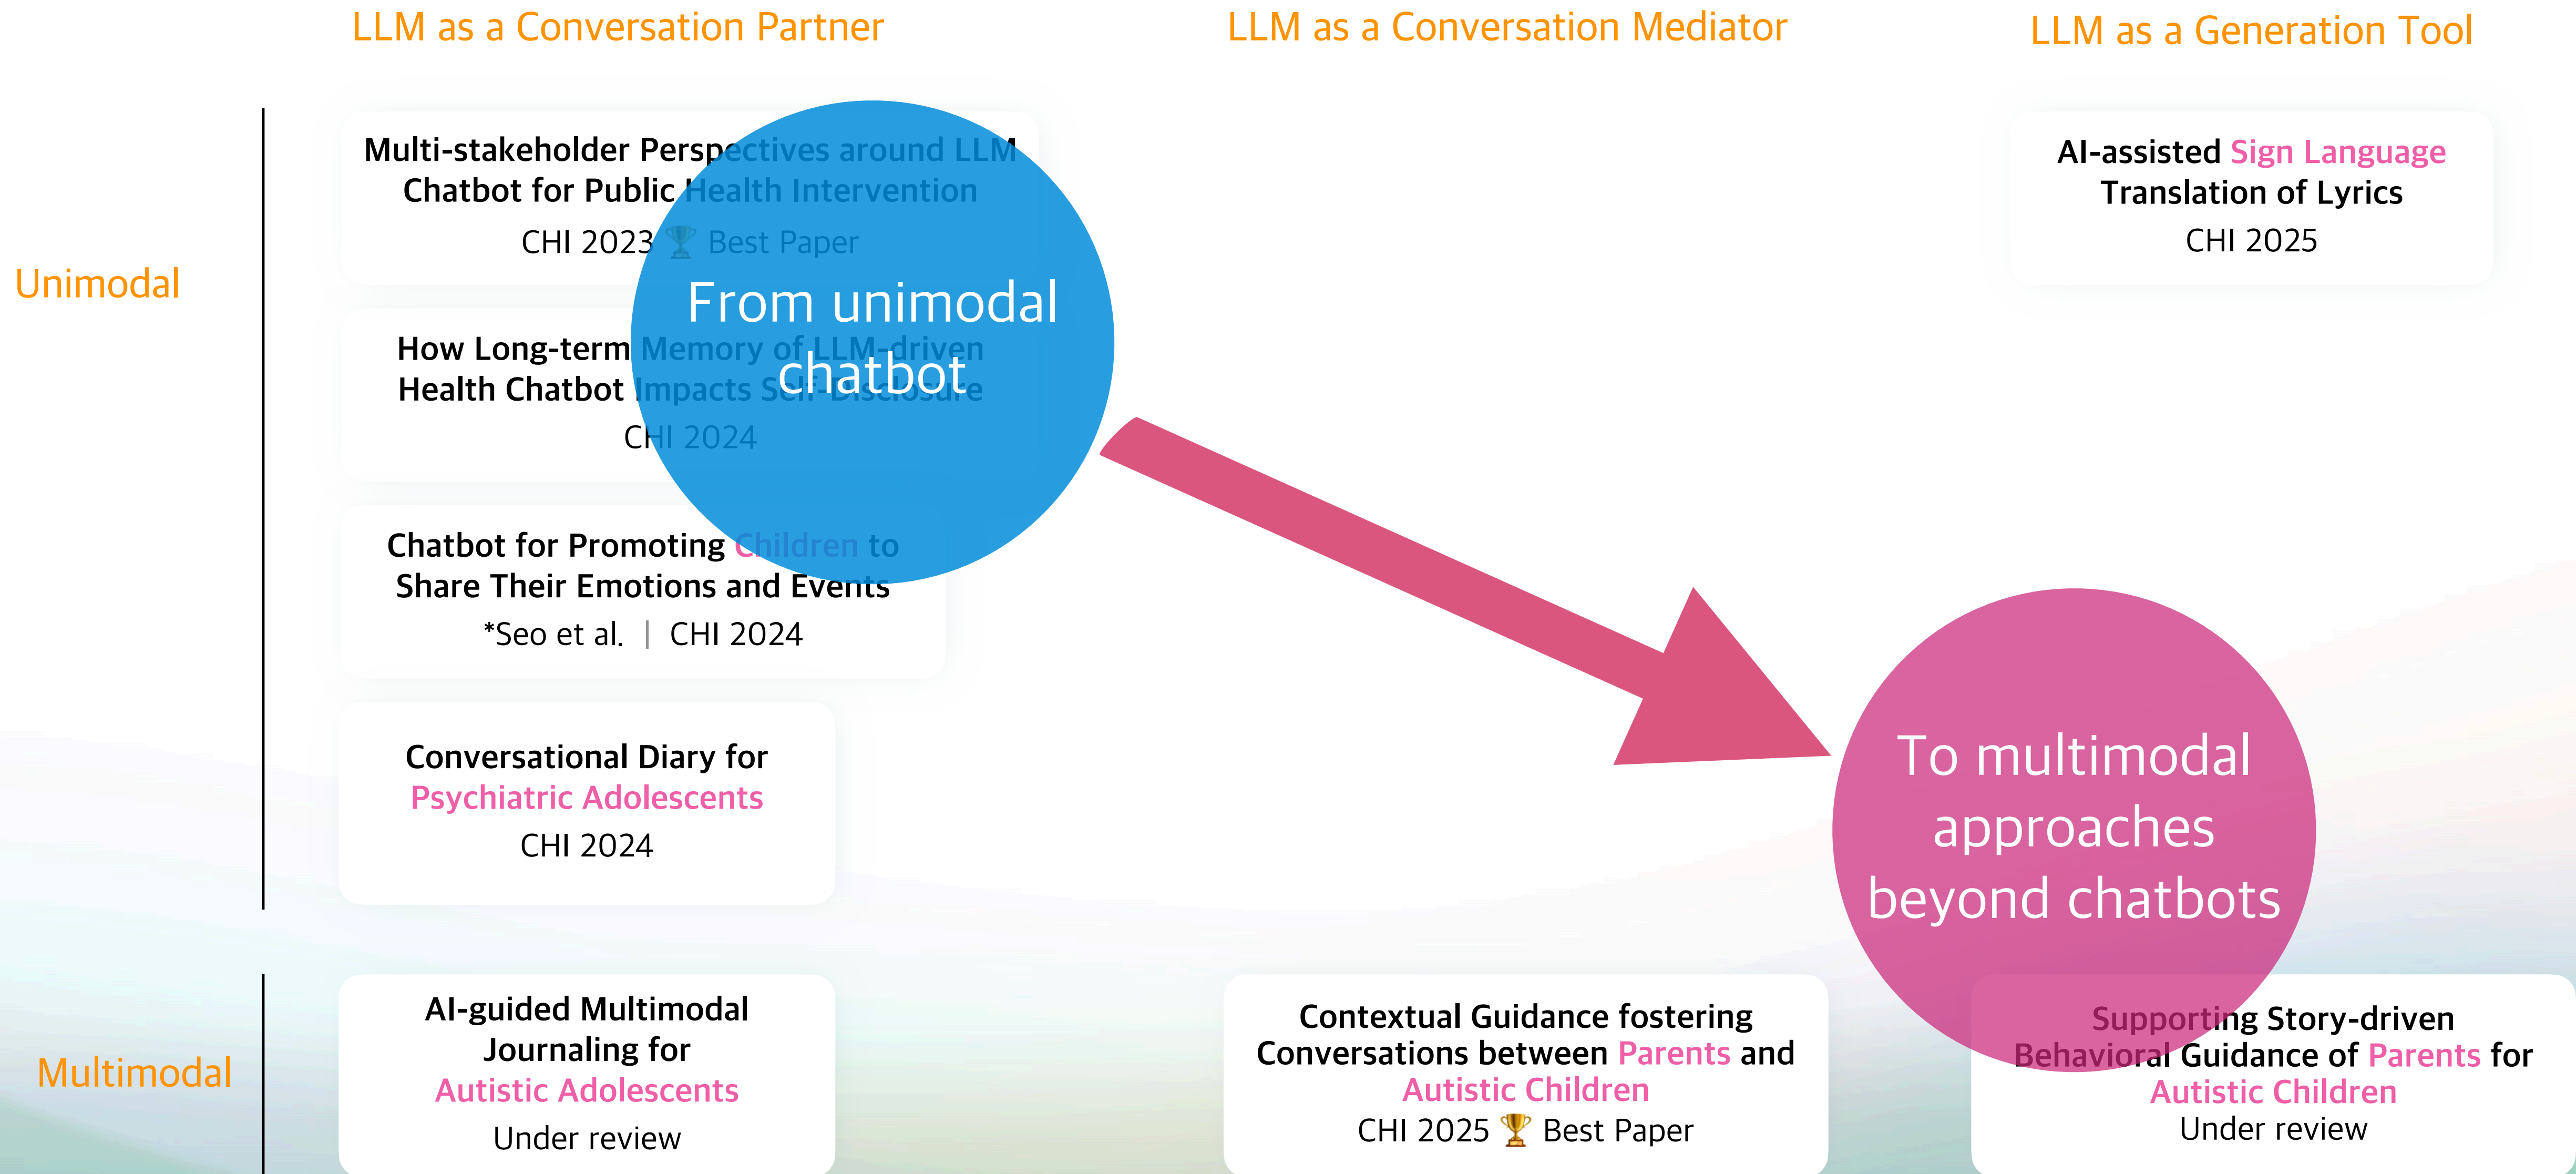 LLM as a Conversation Partner
LLM as a Conversation Mediator
LLM as a Generation Tool
Unimodal
Multi-stakeholder Perspectives around LLM
Chatbot for Public Health Intervention
CHI 2023 🏆 Best Paper
How Long-term Memory of LLM-driven
Health Chatbot Impacts Self-Disclosure
CHI 2024
Chatbot for Promoting Children to
Share Their Emotions and Events
*Seo et al. | CHI 2024
Conversational Diary for
Psychiatric Adolescents
CHI 2024
AI-assisted Sign Language
Translation of Lyrics
CHI 2025
From unimodal
chatbot
To multimodal
approaches
beyond chatbots
Multimodal
AI-guided Multimodal
Journaling for
Autistic Adolescents
Under review
Contextual Guidance fostering
Conversations between Parents and
Autistic Children
CHI 2025 🏆 Best Paper
Supporting Story-driven
Behavioral Guidance of Parents for
Autistic Children
Under review